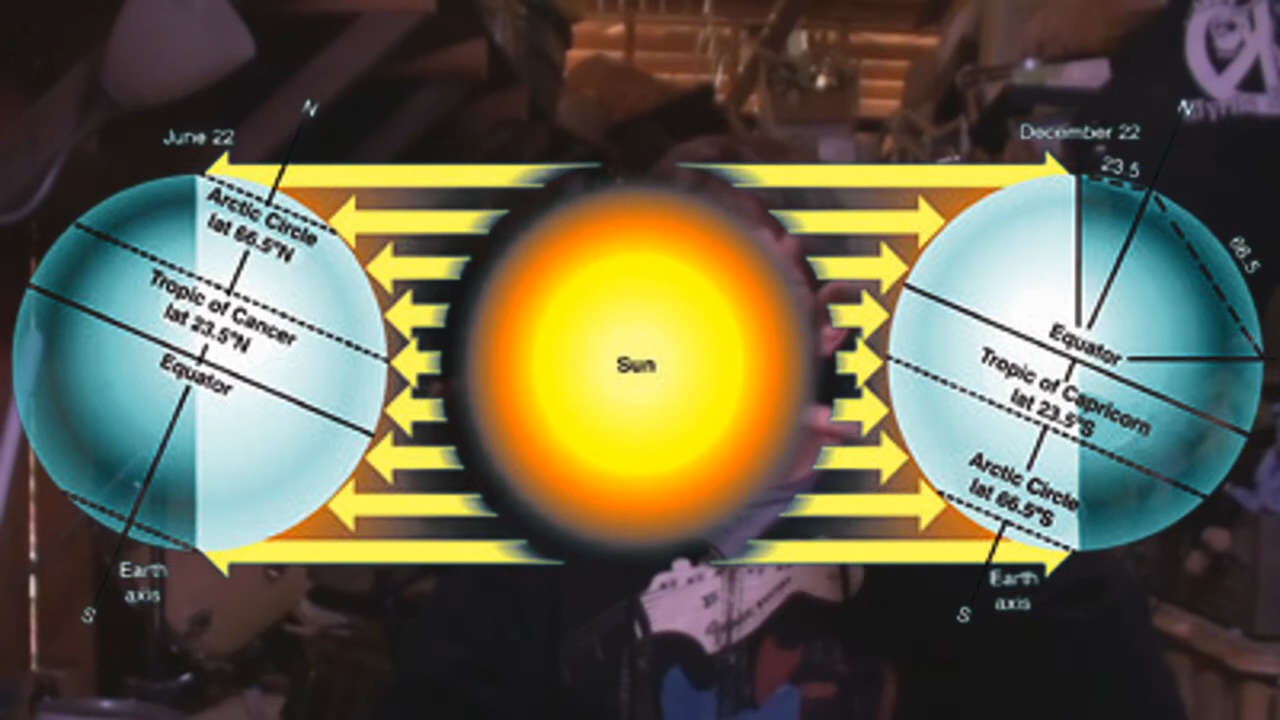 June 22
N
Arctic Circle
lat 66.5°N
Tropic of Cancer
lat 23.5°N
Equator
Earth
axis
S
Sun
December 22
N
23.5
66.5
Equator
Tropic of Capricorn
lat 23.5°S
Arctic Circle
lat 66.5°S
Earth
axis
S